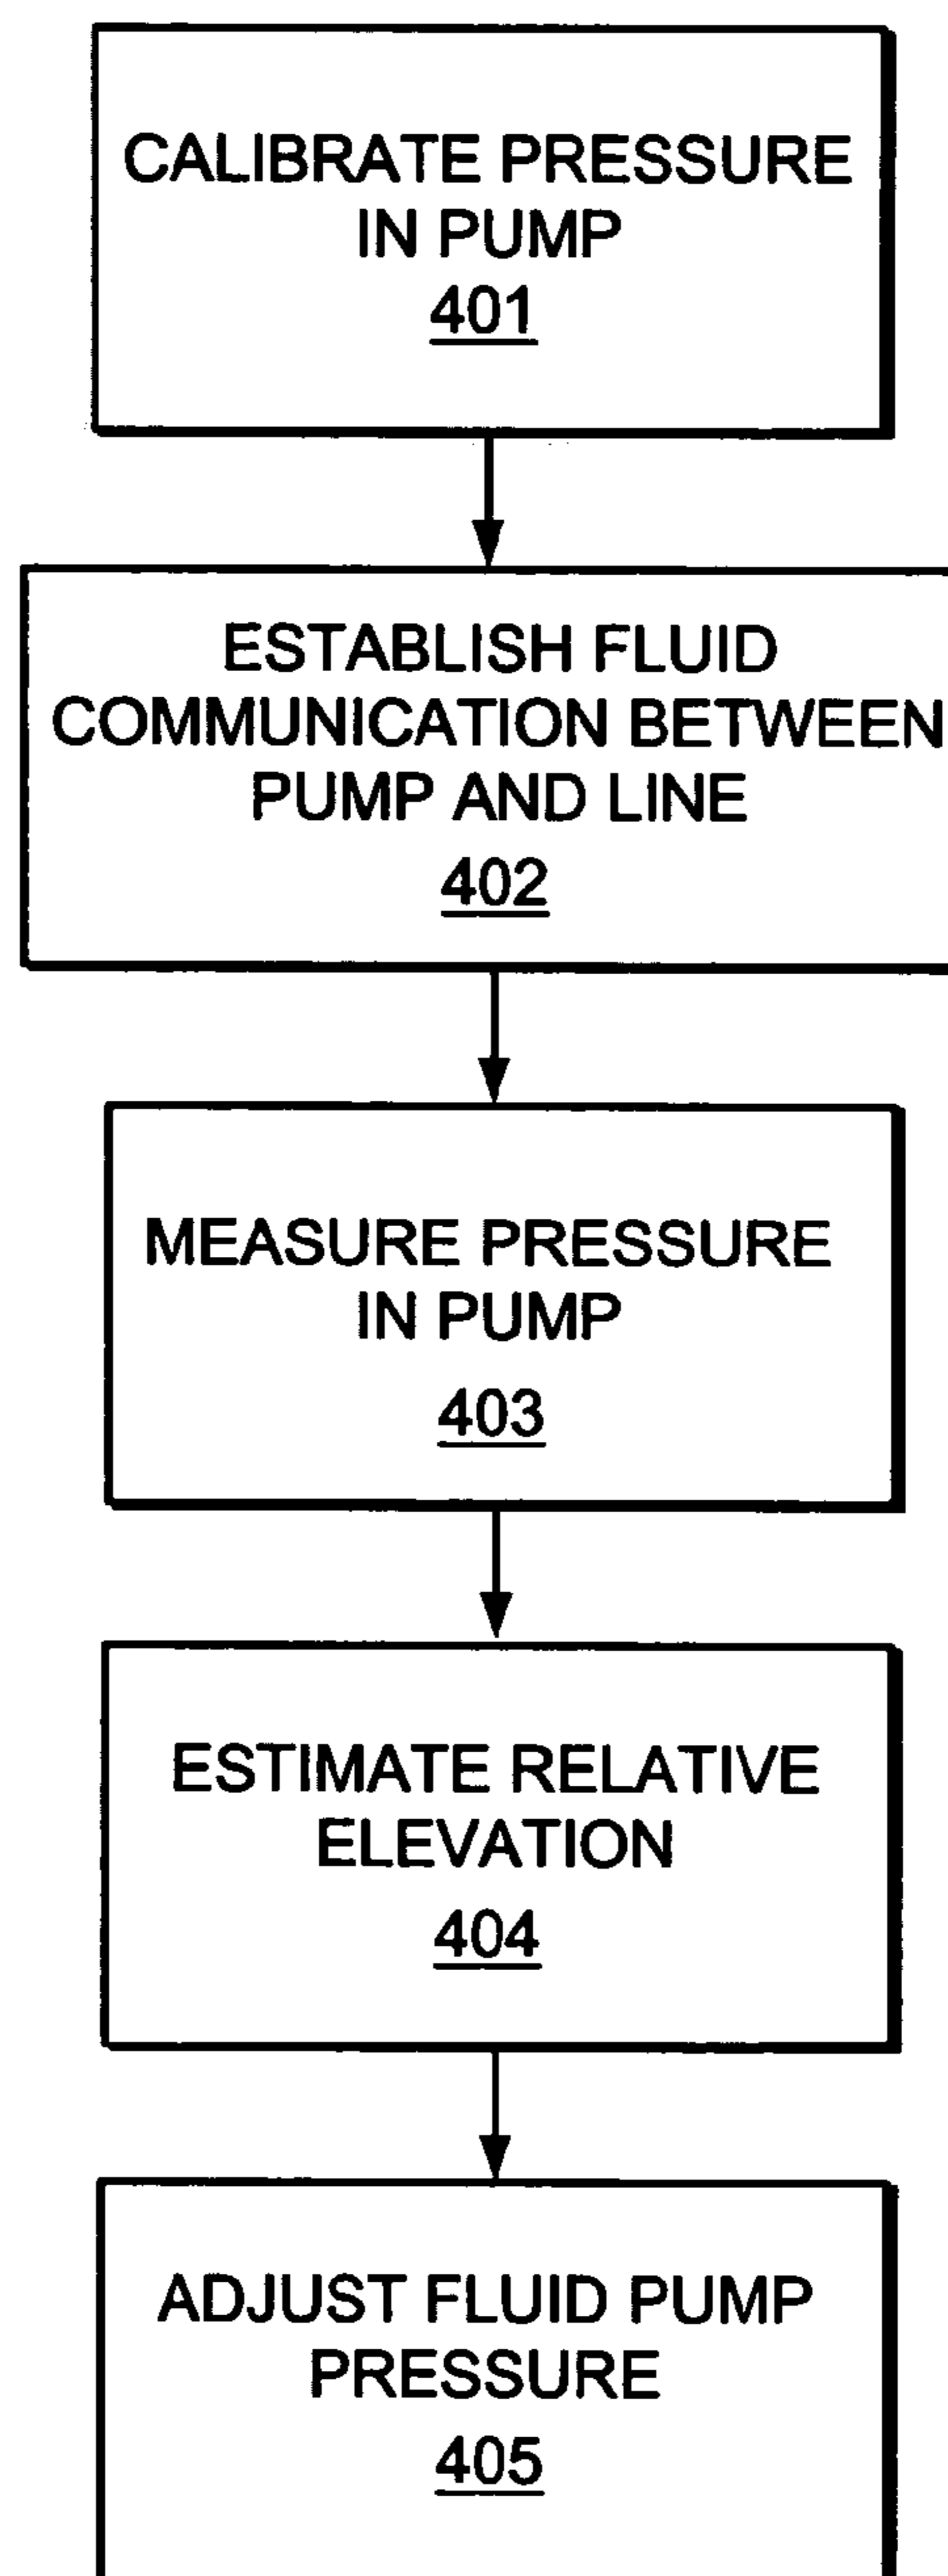 CALIBRATE PRESSURE
IN PUMP
401
ESTABLISH FLUID
COMMUNICATION BETWEEN
PUMP AND LINE
402
MEASURE PRESSURE
IN PUMP
403
ESTIMATE RELATIVE
ELEVATION
404
ADJUST FLUID PUMP
PRESSURE
405